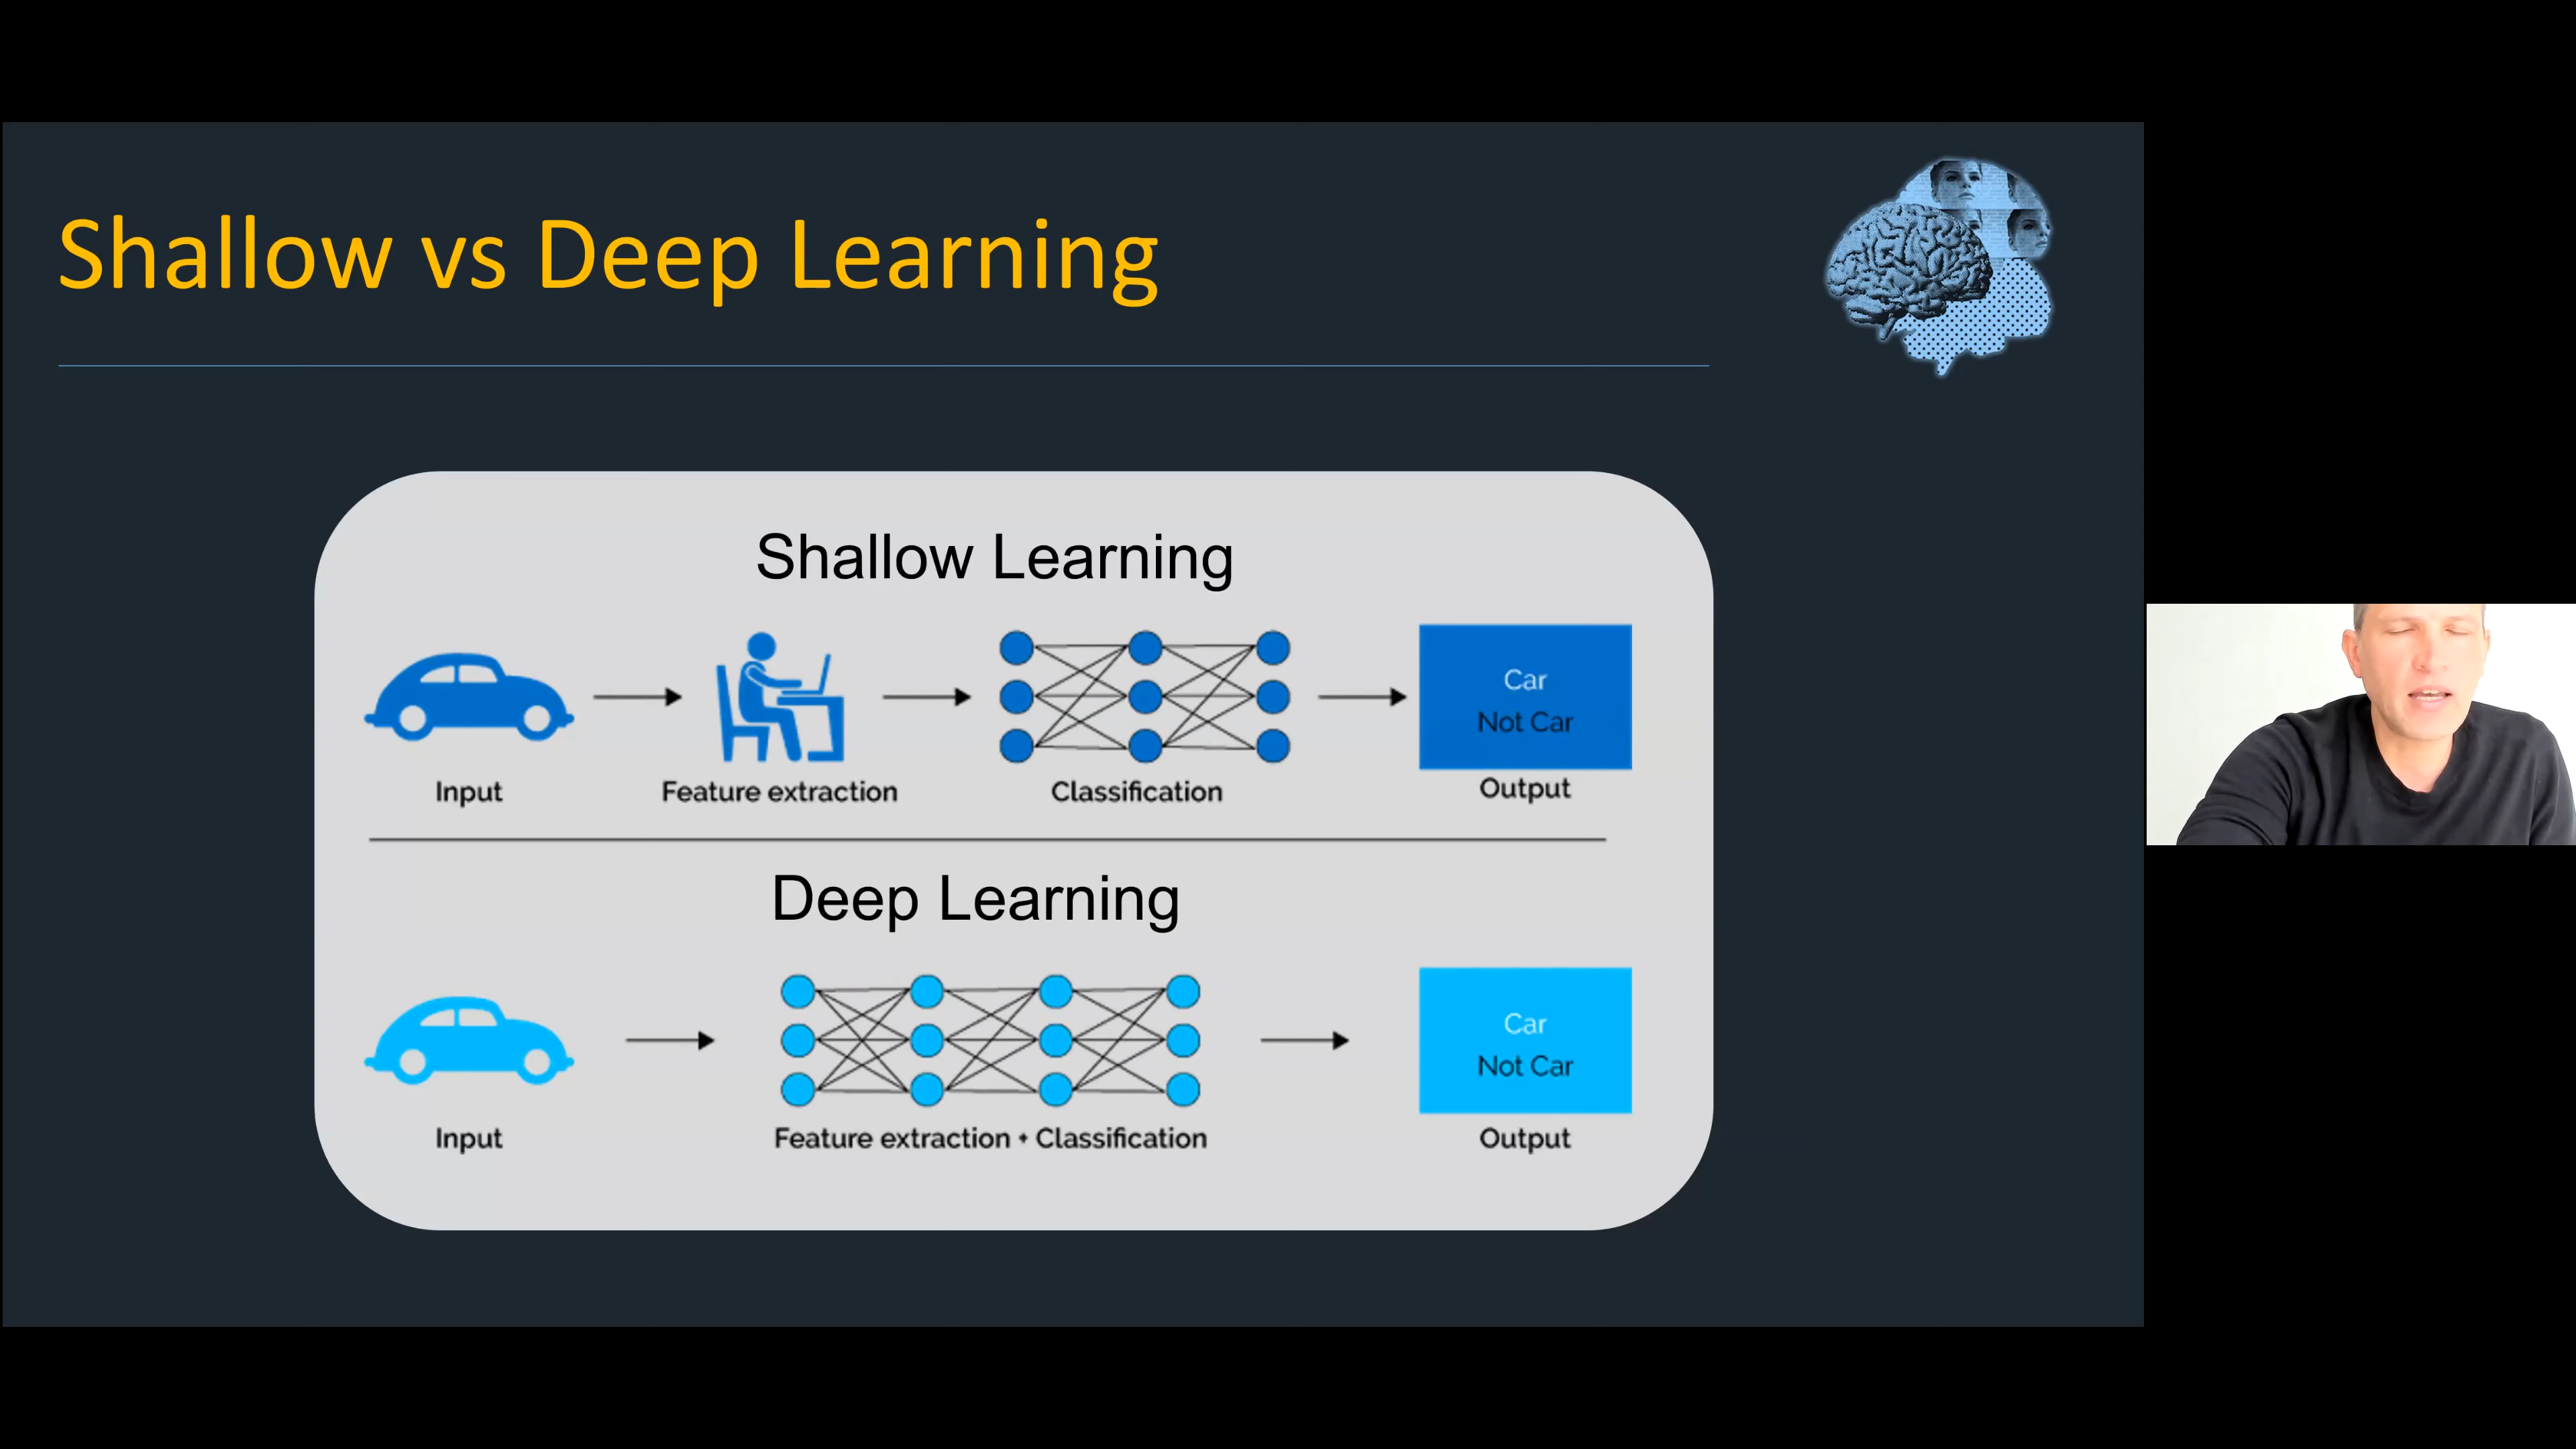 Shallow vs Deep Learning
Shallow Learning
Car
Not Car
Input
Feature extraction
Classification
Output
Deep Learning
Car
Not Car
Input
Feature extraction + Classification
Output